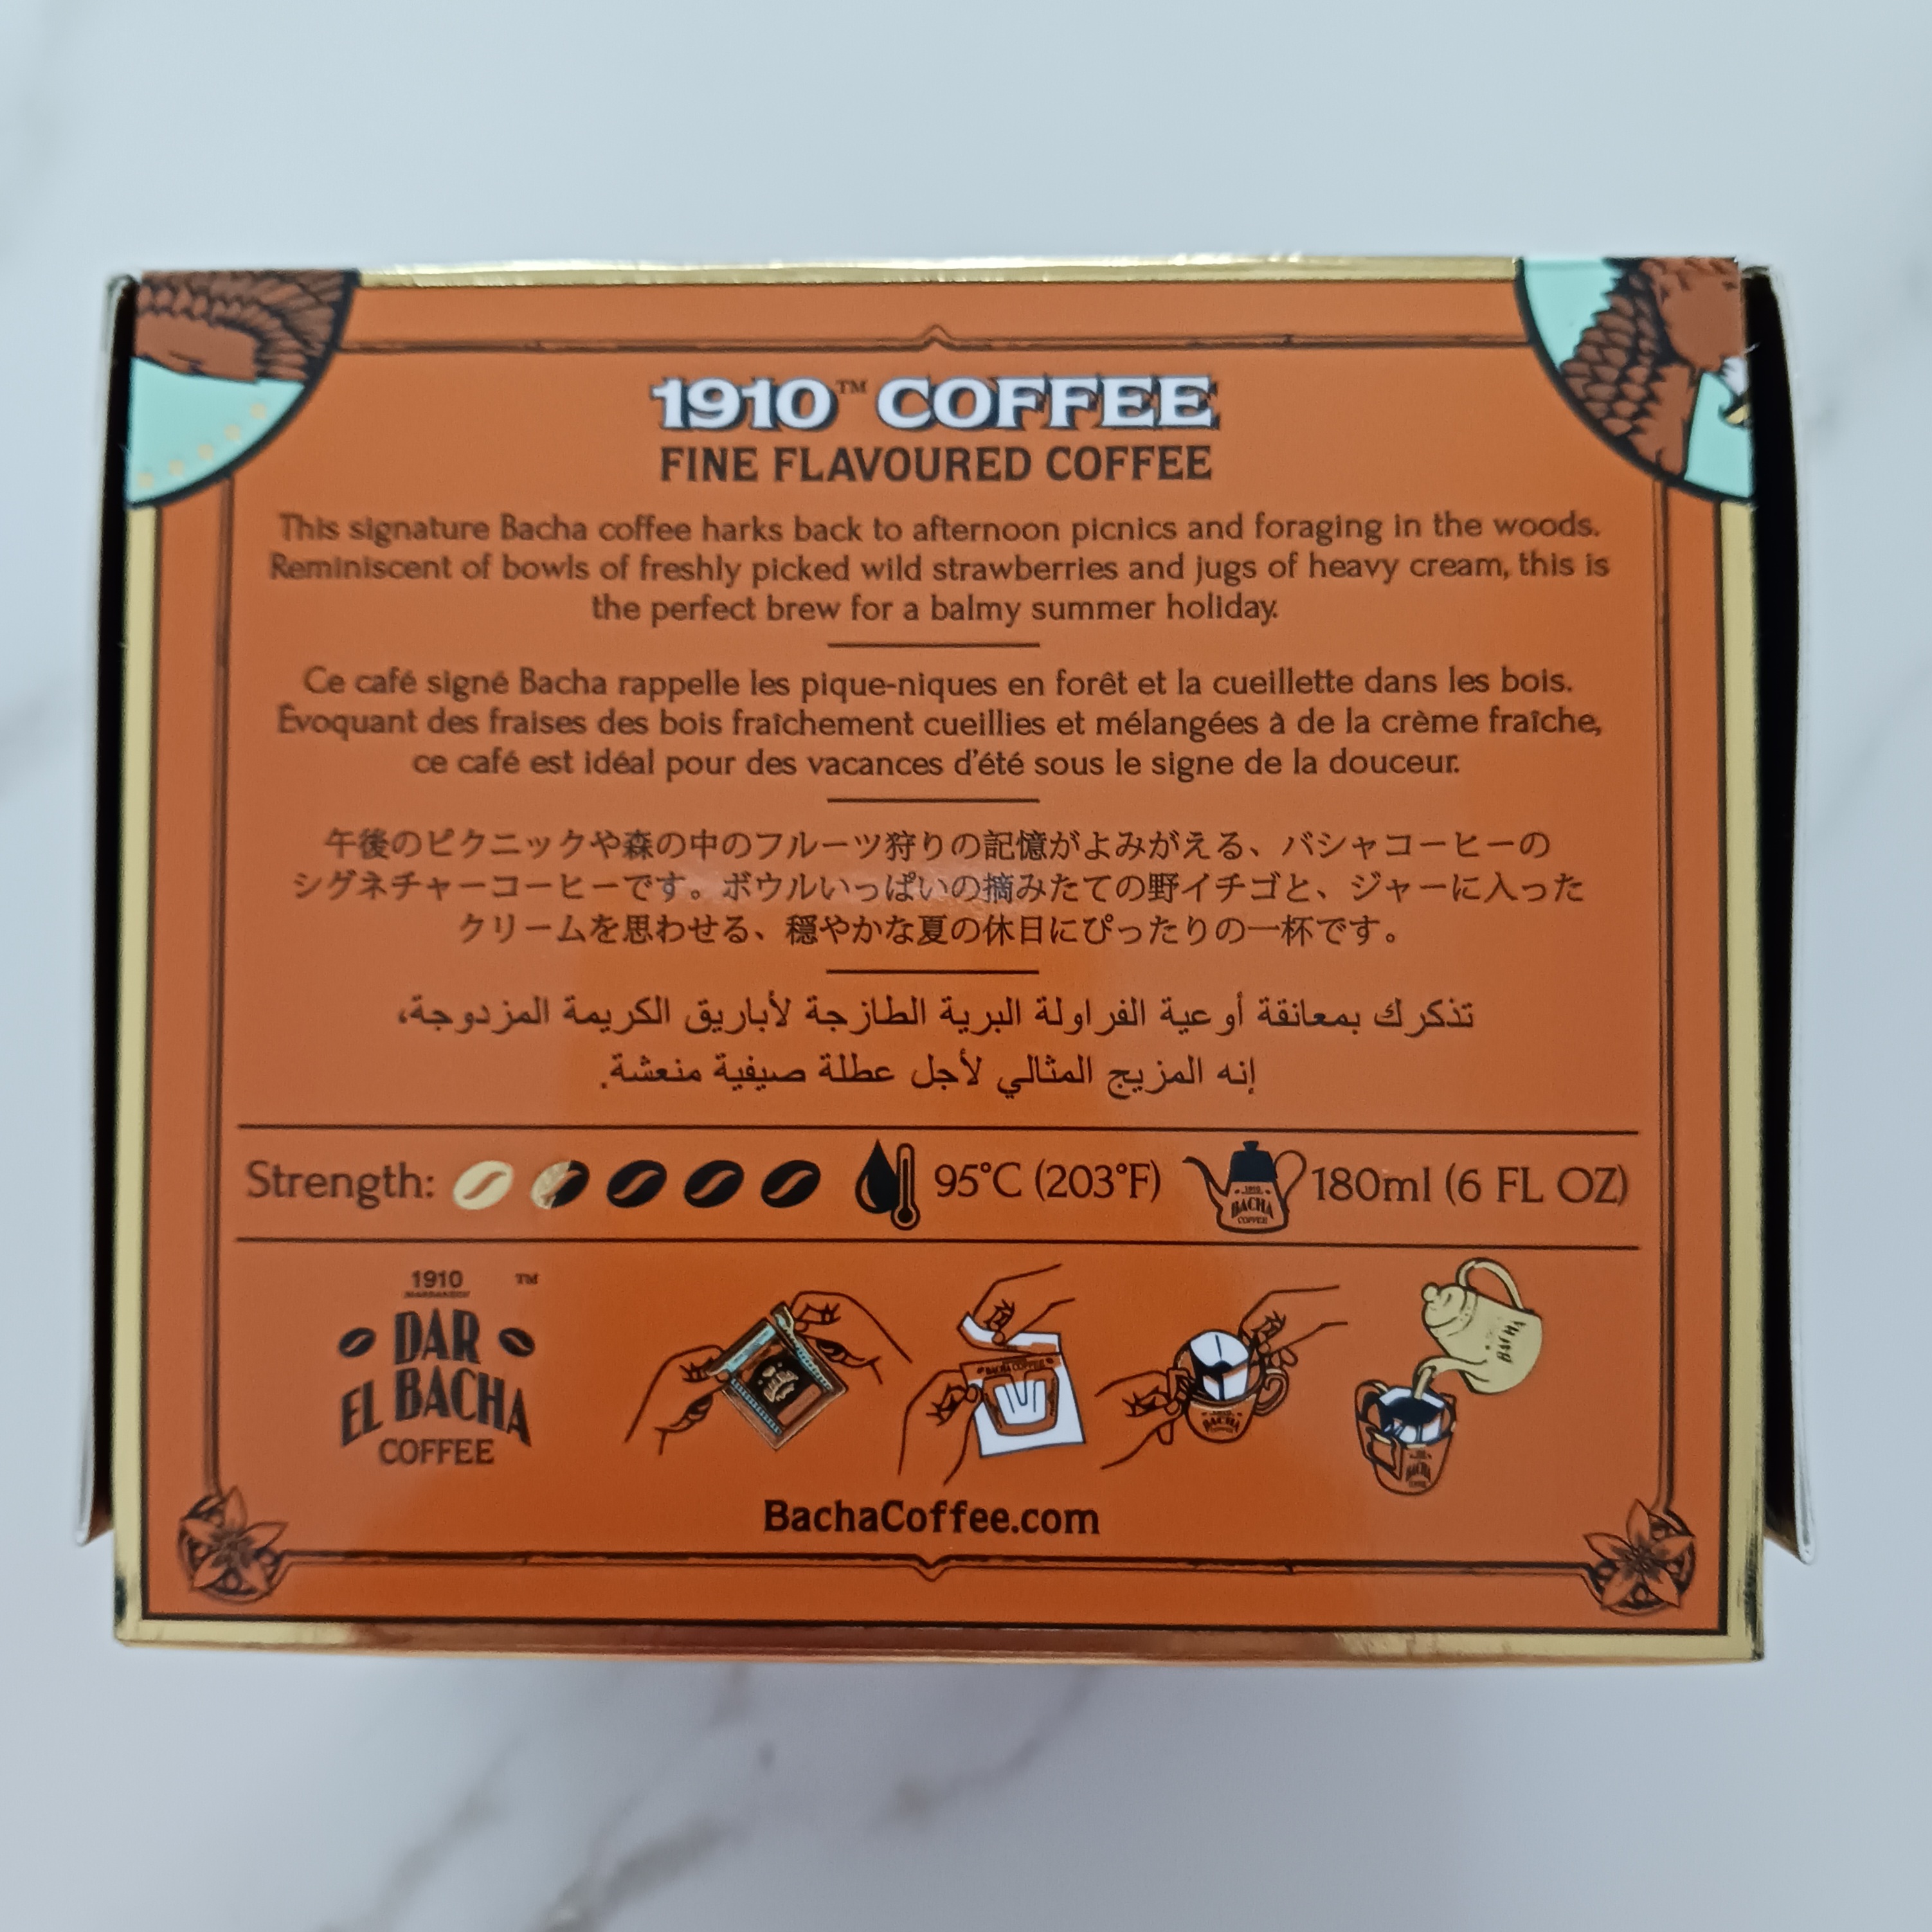 1910™ COFFEE
FINE FLAVOURED COFFEE
This signature Bacha coffee harks back to afternoon picnics and foraging in the woods.
Reminiscent of bowls of freshly picked wild strawberries and jugs of heavy cream, this is
the perfect brew for a balmy summer holiday.
Ce café signé Bacha rappelle les pique-niques en forêt et la cueillette dans les bois.
Évoquant des fraises des bois fraîchement cueillies et mélangées à de la crème fraîche,
ce café est idéal pour des vacances d'été sous le signe de la douceur.
午後のピクニックや森の中のフルーツ狩りの記憶がよみがえる、バシャコーヒーの
シグネチャーコーヒーです。ボウルいっぱいの摘みたての野イチゴと、ジャーに入った
クリームを思わせる、穏やかな夏の休日にぴったりの一杯です。
تذكرك بمعانقة أوعية الفراولة البرية الطازجة لأباريق الكريمة المزدوجة،
إنه المزيج المثالي لأجل عطلة صيفية منعشة.
Strength: 95°C (203°F) 180ml (6 FL OZ)
BACHA
COFFEE
1910 ™
MARRAKECH
DAR
EL BACHA
COFFEE
BACHA COFFEE
BACHA
BACHA
BACHA
BachaCoffee.com